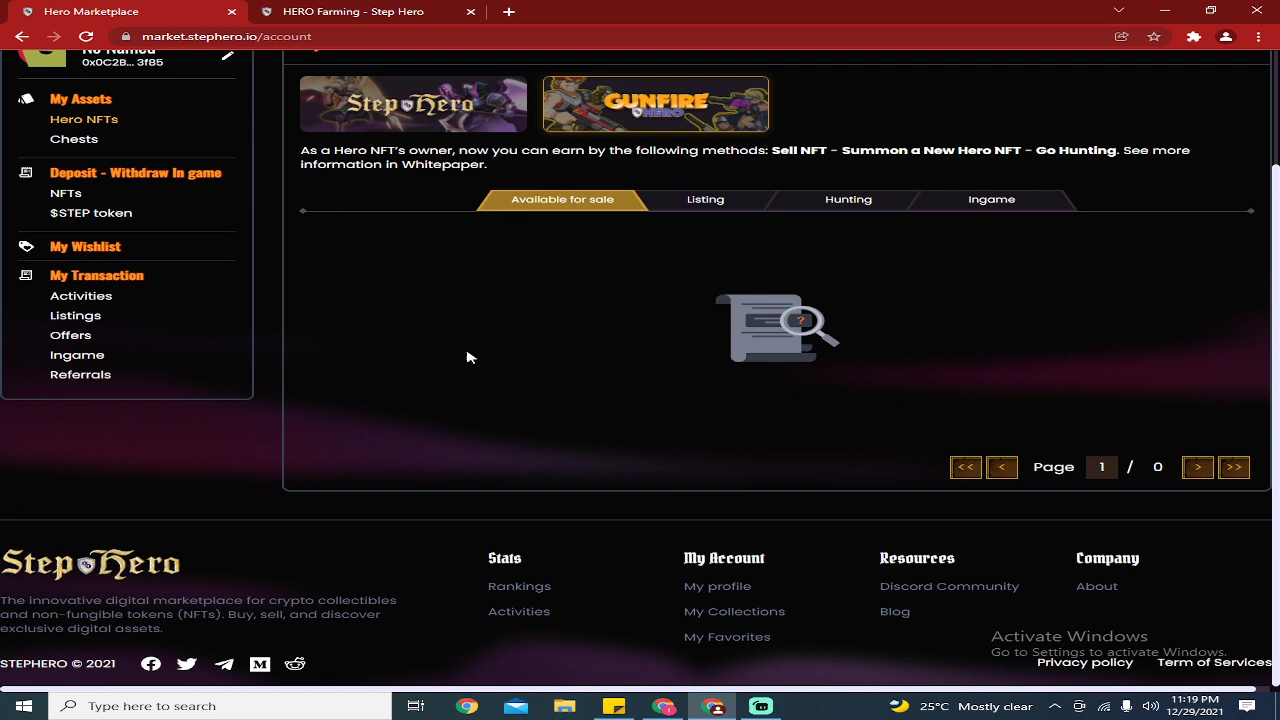 Hero Marketplace
HERO Farming - Step Hero
market.stephero.io/account
No Named
0x0C2B... 3f85
My Assets
Hero NFTs
Chests
Deposit - Withdraw In game
NFTs
$STEP token
My Wishlist
My Transaction
Activities
Listings
Offers
Ingame
Referrals
Step Hero
GUNFIRE
HERO
As a Hero NFT's owner, now you can earn by the following methods: Sell NFT - Summon a New Hero NFT - Go Hunting. See more
information in Whitepaper.
Available for sale
Listing
Hunting
Ingame
?
<< < Page 1 / 0 > >>
Step Hero
The innovative digital marketplace for crypto collectibles
and non-fungible tokens (NFTs). Buy, sell, and discover
exclusive digital assets.
STEPHERO © 2021
Stats
Rankings
Activities
My Account
My profile
My Collections
My Favorites
Resources
Discord Community
Blog
Company
About
Activate Windows
Go to Settings to activate Windows.
Privacy policy
Term of Services
Type here to search
25°C Mostly clear
11:19 PM
12/29/2021